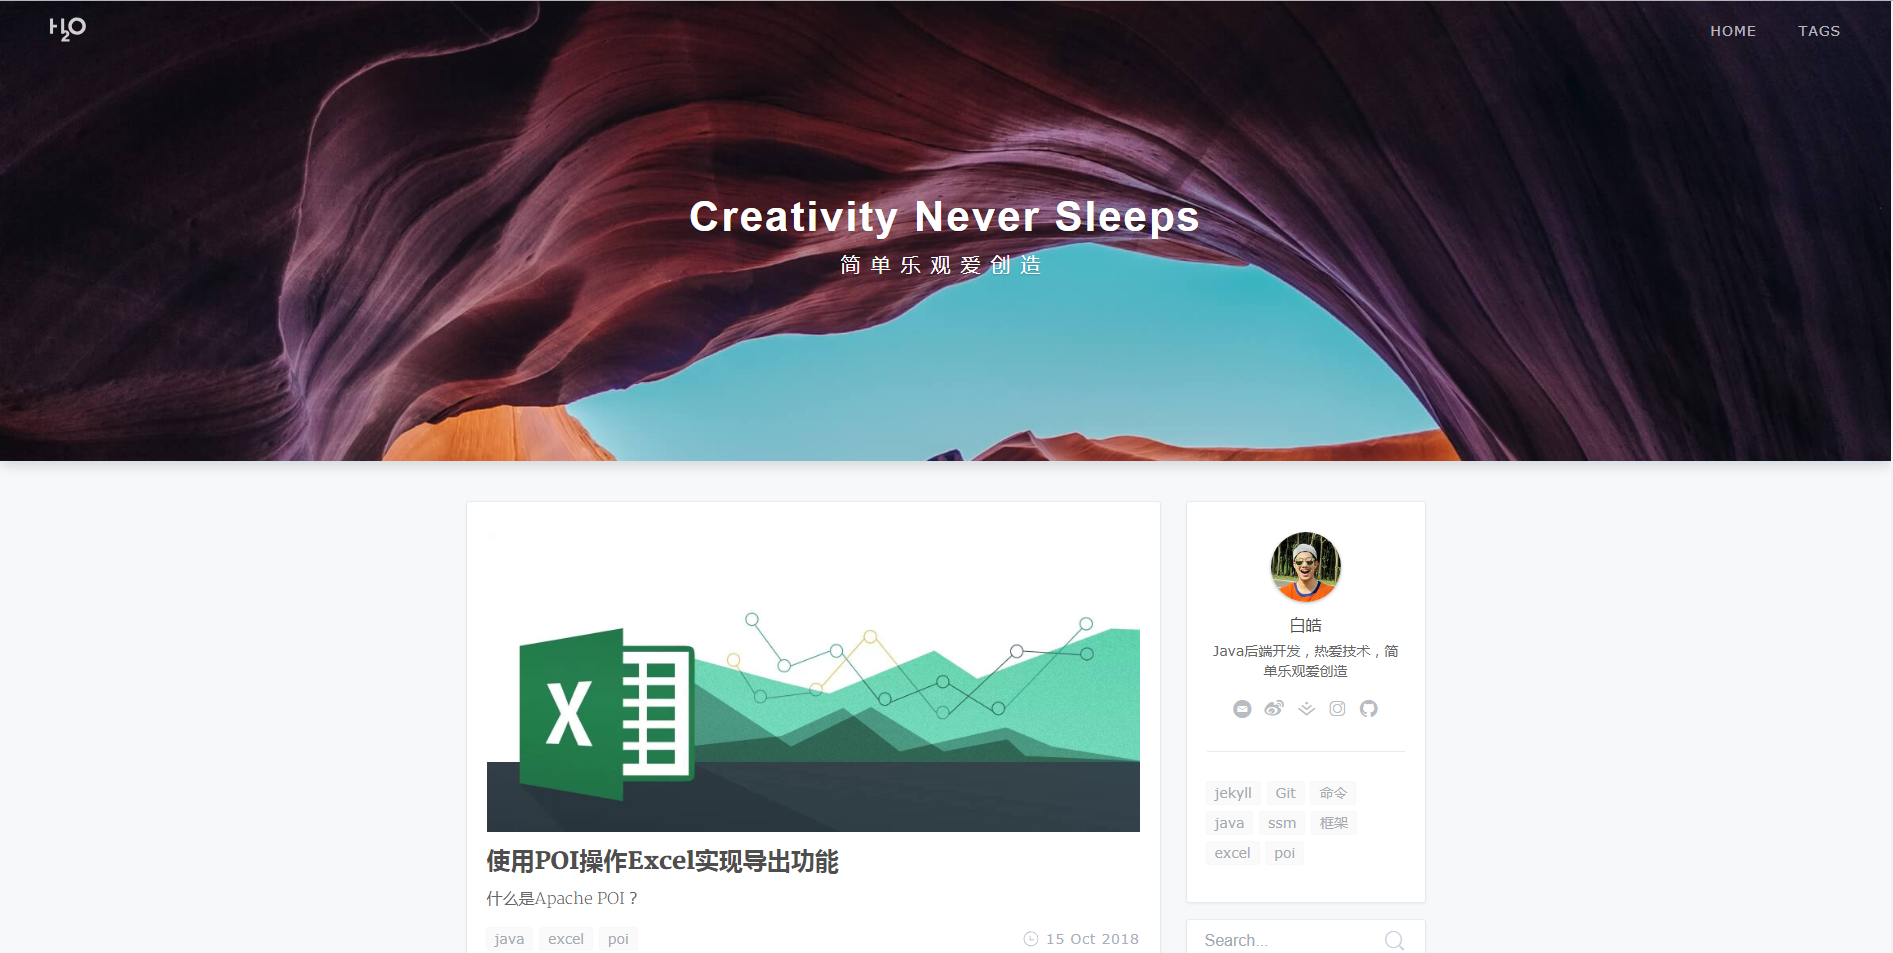 H2O
HOME
TAGS
Creativity Never Sleeps
简单乐观爱创造
X
使用POI操作Excel实现导出功能
什么是Apache POI？
java excel poi
15 Oct 2018
白皓
Java后端开发，热爱技术，简
单乐观爱创造
jekyll Git 命令
java ssm 框架
excel poi
Search...